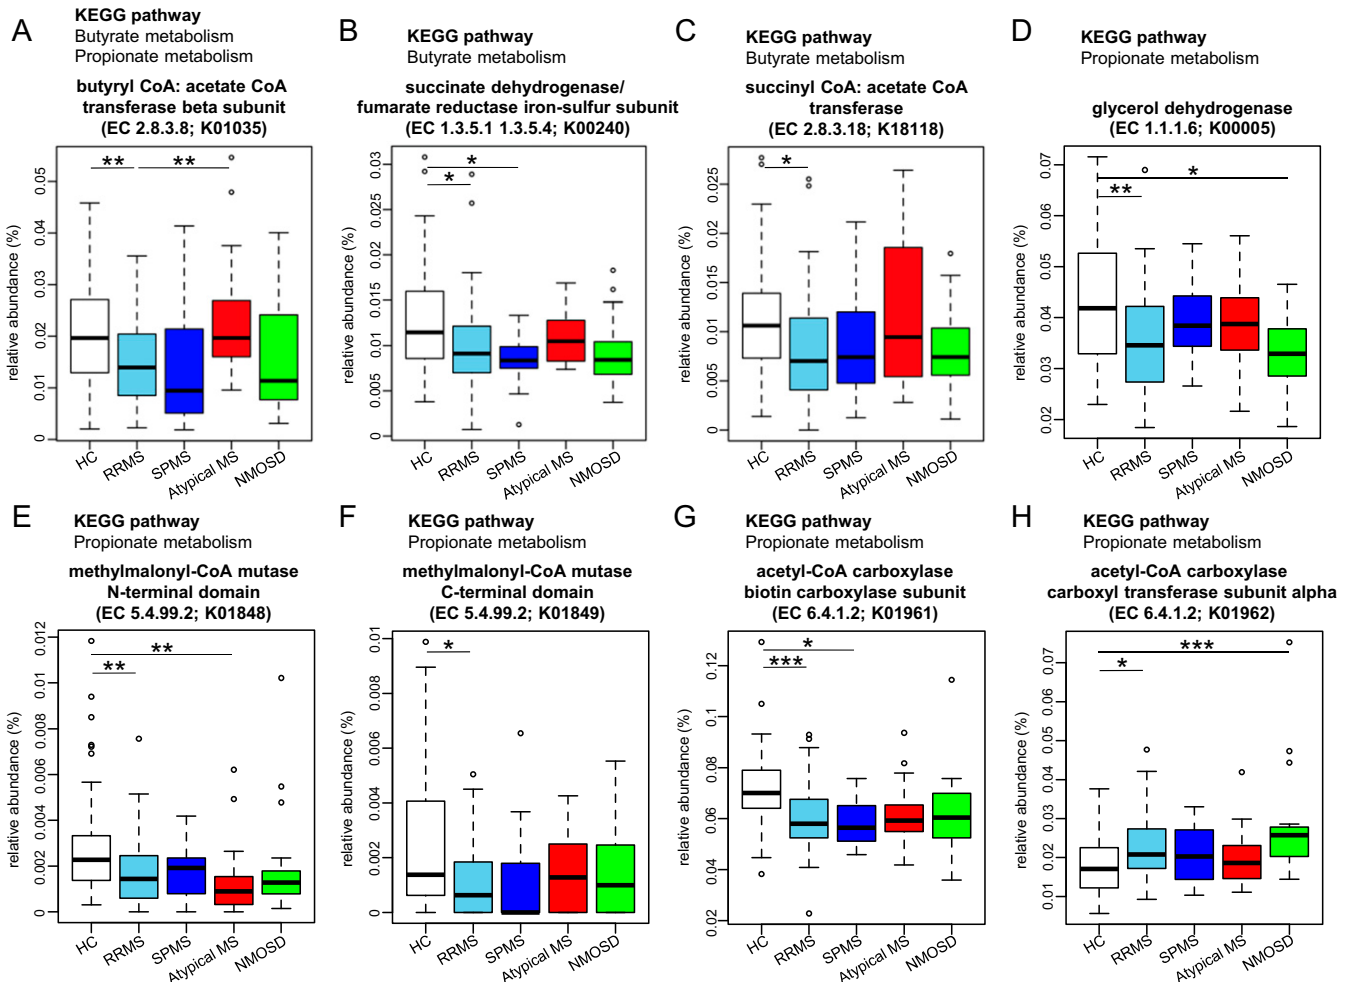 A
KEGG pathway
Butyrate metabolism
Propionate metabolism
butyryl CoA: acetate CoA
transferase beta subunit
(EC 2.8.3.8; K01035)
relative abundance (%)
0.05
0.04
0.03
0.02
0.01
0
**
**
HC
RRMS
SPMS
Atypical MS
NMOSD
B
KEGG pathway
Butyrate metabolism
succinate dehydrogenase/
fumarate reductase iron-sulfur subunit
(EC 1.3.5.1 1.3.5.4; K00240)
relative abundance (%)
0.03
0.025
0.02
0.015
0.01
0.005
0
*
*
HC
RRMS
SPMS
Atypical MS
NMOSD
C
KEGG pathway
Butyrate metabolism
succinyl CoA: acetate CoA
transferase
(EC 2.8.3.18; K18118)
relative abundance (%)
0.025
0.02
0.015
0.01
0.005
0
*
HC
RRMS
SPMS
Atypical MS
NMOSD
D
KEGG pathway
Propionate metabolism
glycerol dehydrogenase
(EC 1.1.1.6; K00005)
relative abundance (%)
0.07
0.06
0.05
0.04
0.03
0.02
*
**
HC
RRMS
SPMS
Atypical MS
NMOSD
E
KEGG pathway
Propionate metabolism
methylmalonyl-CoA mutase
N-terminal domain
(EC 5.4.99.2; K01848)
relative abundance (%)
0.012
0.01
0.008
0.006
0.004
0.002
0
**
**
HC
RRMS
SPMS
Atypical MS
NMOSD
F
KEGG pathway
Propionate metabolism
methylmalonyl-CoA mutase
C-terminal domain
(EC 5.4.99.2; K01849)
relative abundance (%)
0.01
0.008
0.006
0.004
0.002
0
*
HC
RRMS
SPMS
Atypical MS
NMOSD
G
KEGG pathway
Propionate metabolism
acetyl-CoA carboxylase
biotin carboxylase subunit
(EC 6.4.1.2; K01961)
relative abundance (%)
0.12
0.1
0.08
0.06
0.04
0.02
*
***
HC
RRMS
SPMS
Atypical MS
NMOSD
H
KEGG pathway
Propionate metabolism
acetyl-CoA carboxylase
carboxyl transferase subunit alpha
(EC 6.4.1.2; K01962)
relative abundance (%)
0.07
0.06
0.05
0.04
0.03
0.02
0.01
***
*
HC
RRMS
SPMS
Atypical MS
NMOSD